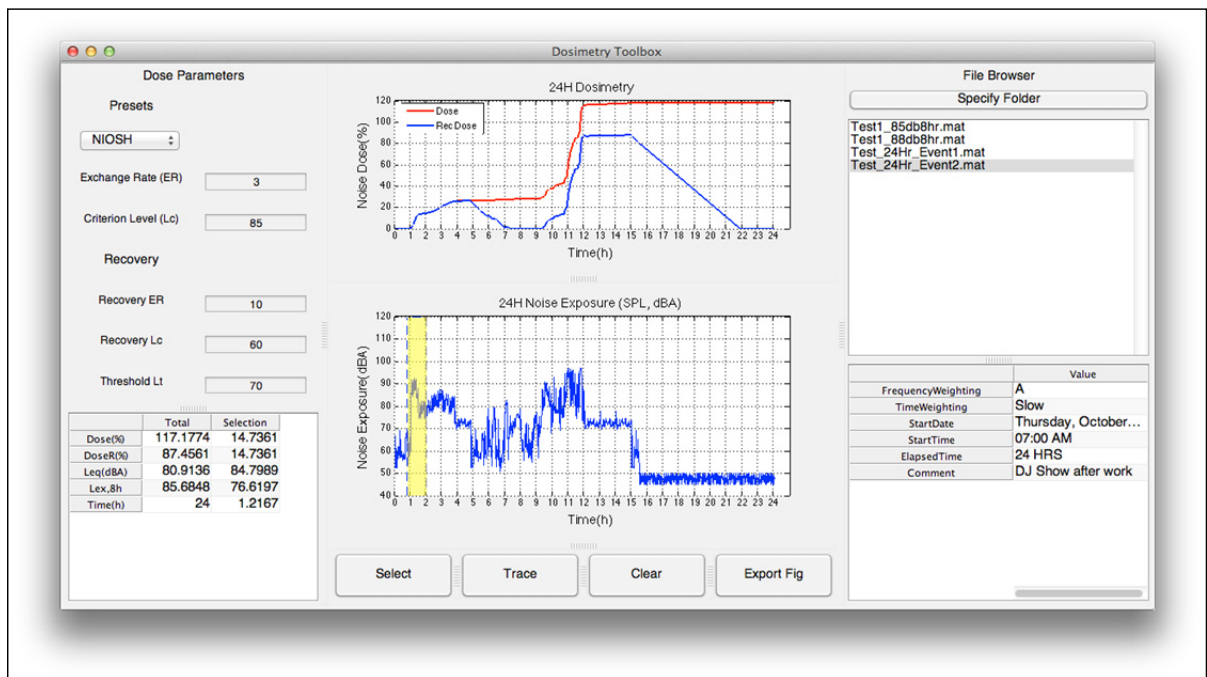 Dosimetry Toolbox
Dose Parameters
Presets
NIOSH
Exchange Rate (ER) 3
Criterion Level (Lc) 85
Recovery
Recovery ER 10
Recovery Lc 60
Threshold Lt 70
Total Selection
Dose(%) 117.1774 14.7361
DoseR(%) 87.4561 14.7361
Leq(dBA) 80.9136 84.7989
Lex,8h 85.6848 76.6197
Time(h) 24 1.2167
24H Dosimetry
Dose
Rec Dose
Noise Dose(%)
120
100
80
60
40
20
0
0 1 2 3 4 5 6 7 8 9 10 11 12 13 14 15 16 17 18 19 20 21 22 23 24
Time(h)
24H Noise Exposure (SPL, dBA)
Noise Exposure(dBA)
120
110
100
90
80
70
60
50
40
0 1 2 3 4 5 6 7 8 9 10 11 12 13 14 15 16 17 18 19 20 21 22 23 24
Time(h)
Select Trace Clear Export Fig
File Browser
Specify Folder
Test1_85db8hr.mat
Test1_88db8hr.mat
Test_24Hr_Event1.mat
Test_24Hr_Event2.mat
Value
FrequencyWeighting A
TimeWeighting Slow
StartDate Thursday, October...
StartTime 07:00 AM
ElapsedTime 24 HRS
Comment DJ Show after work